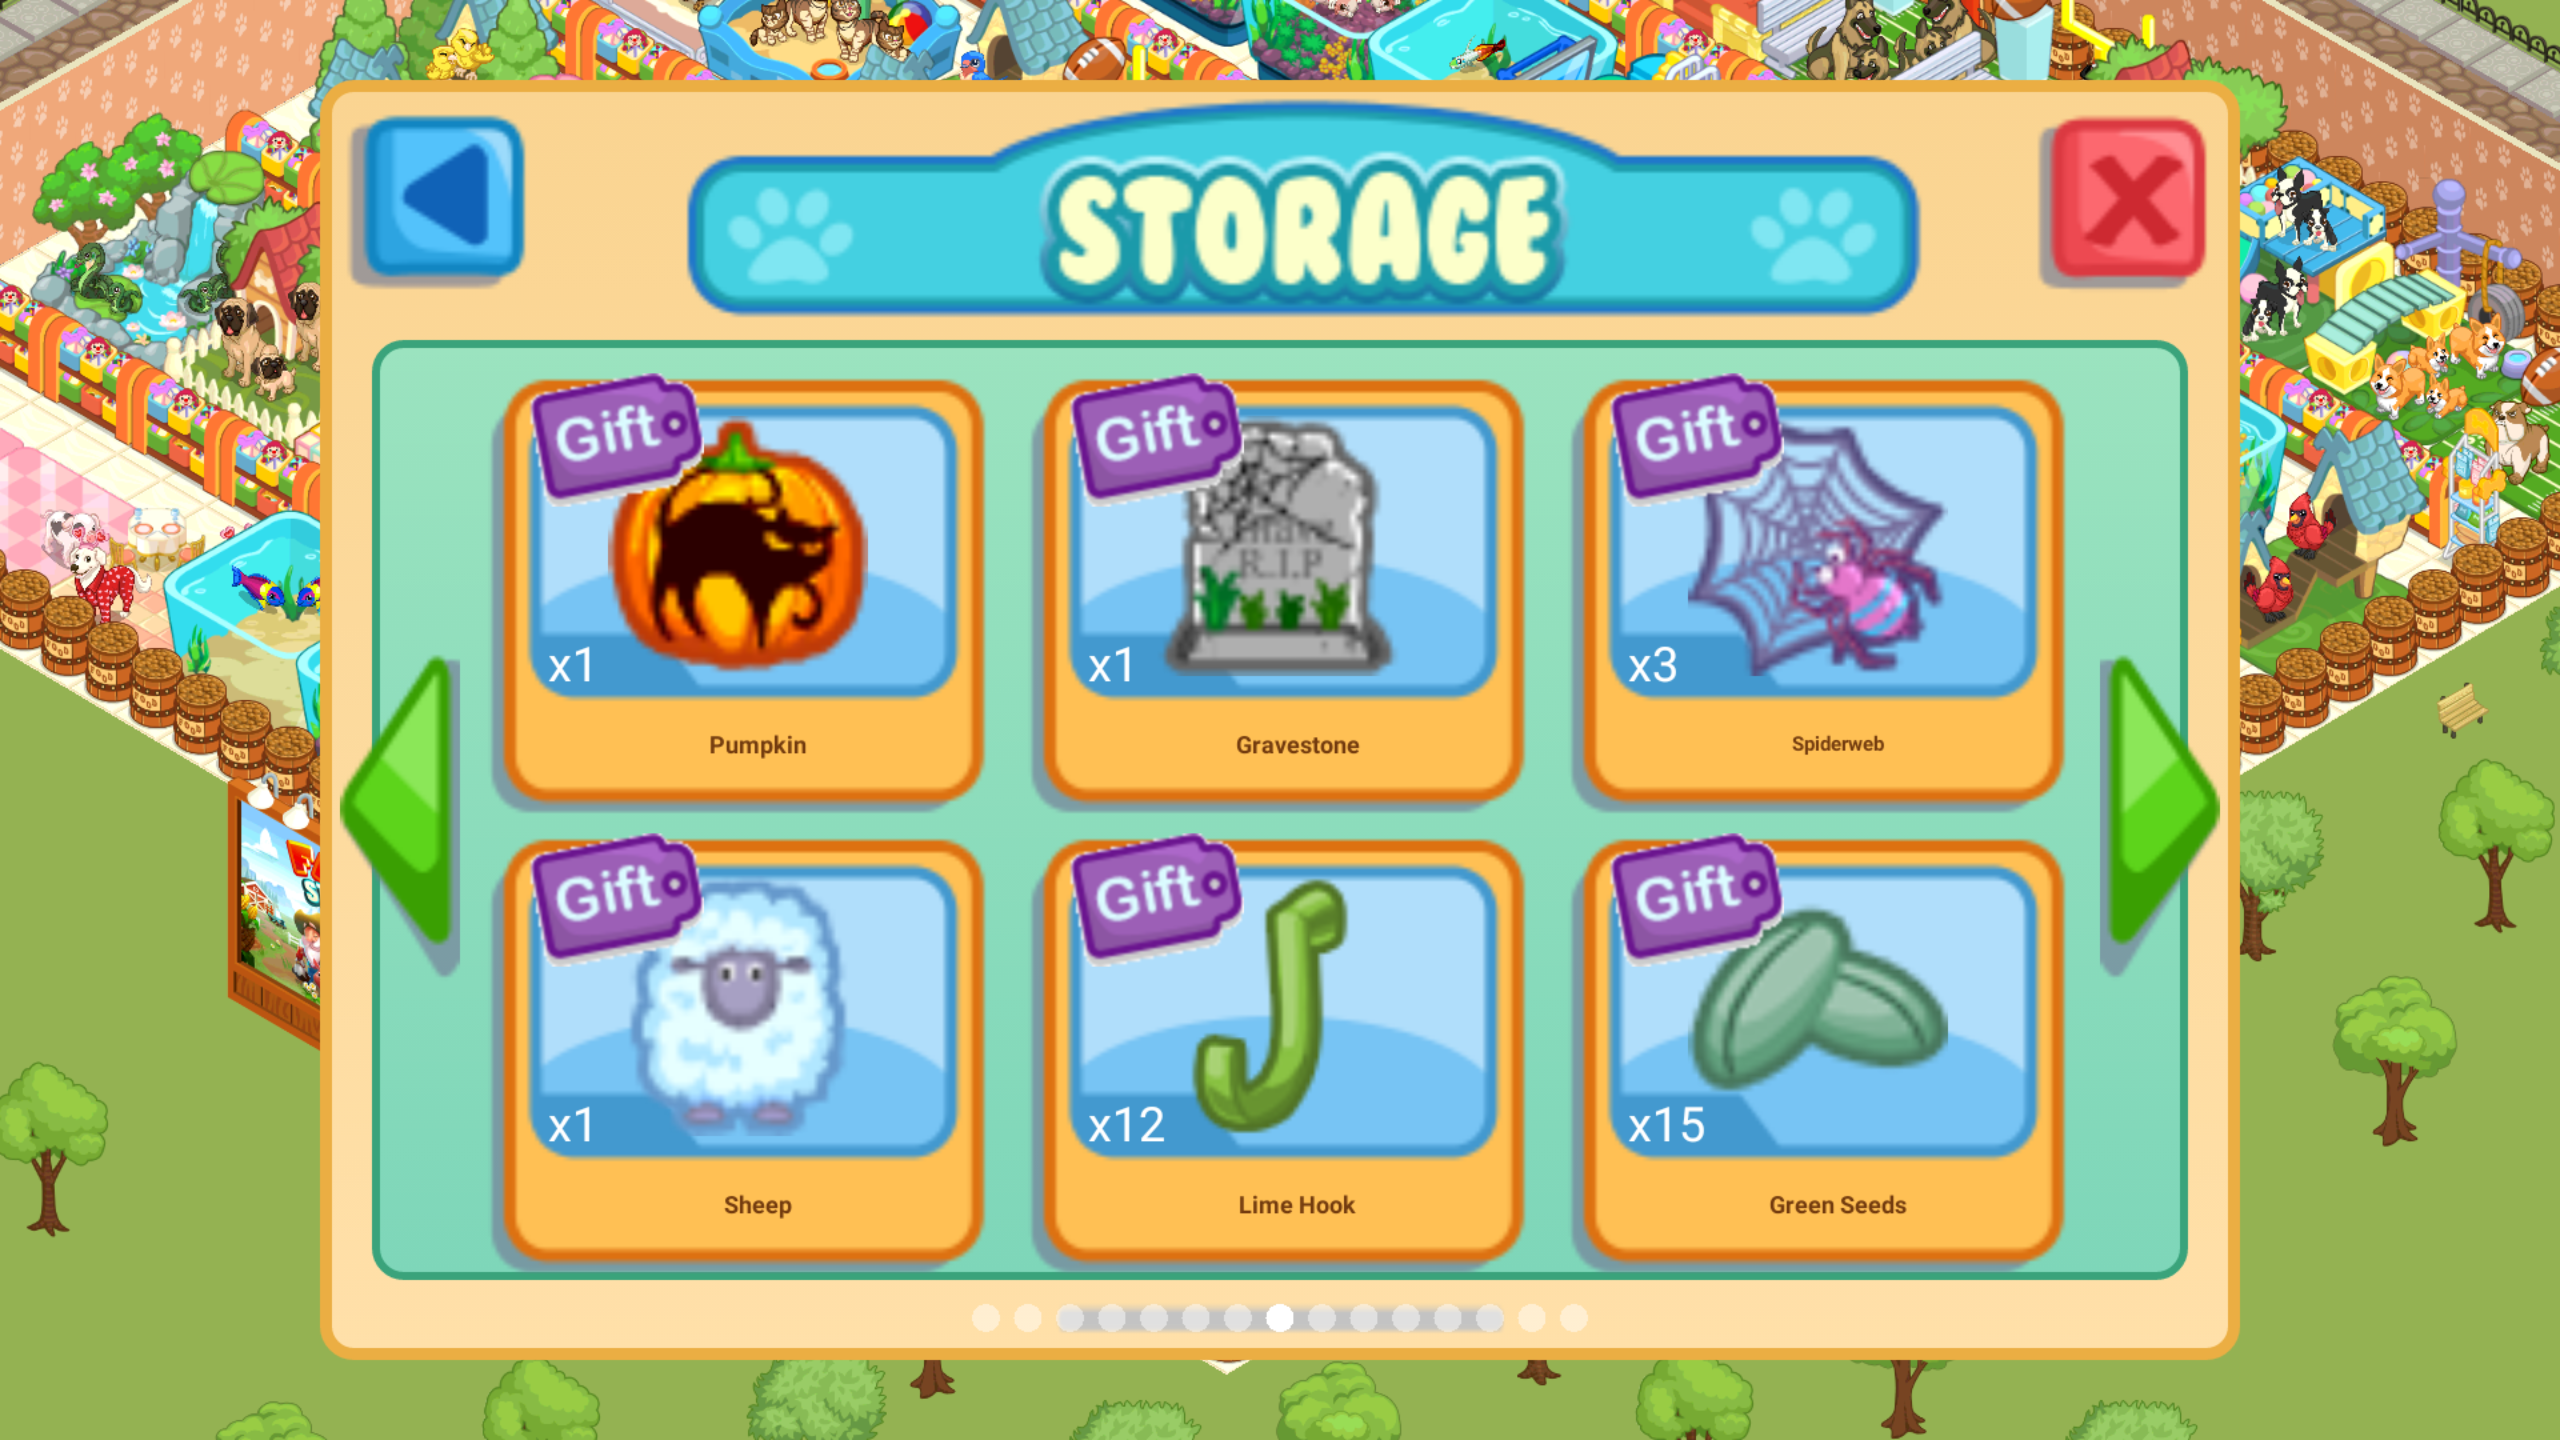 STORAGE
Gift
Gift
Gift
R.I.P
x1
x1
x3
Pumpkin
Gravestone
Spiderweb
Gift
Gift
Gift
x1
x12
x15
Sheep
Lime Hook
Green Seeds